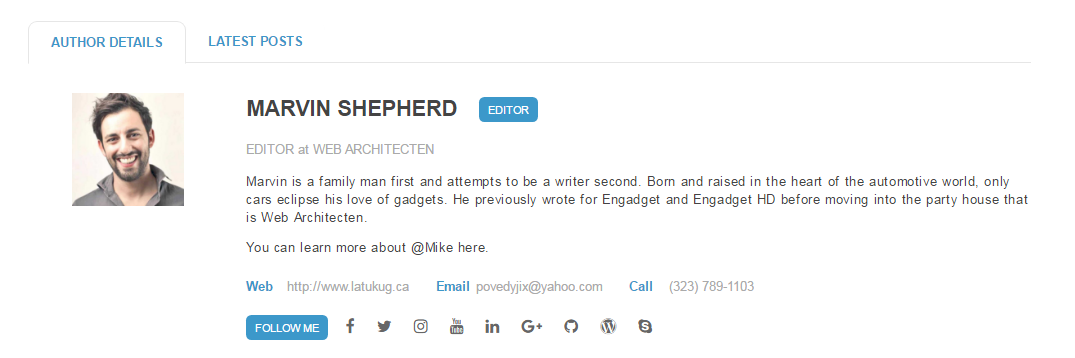 AUTHOR DETAILS LATEST POSTS
MARVIN SHEPHERD EDITOR
EDITOR at WEB ARCHITECTEN
Marvin is a family man first and attempts to be a writer second. Born and raised in the heart of the automotive world, only
cars eclipse his love of gadgets. He previously wrote for Engadget and Engadget HD before moving into the party house that
is Web Architecten.
You can learn more about @Mike here.
Web http://www.latukug.ca Email povedyjix@yahoo.com Call (323) 789-1103
FOLLOW ME You Tube in G+